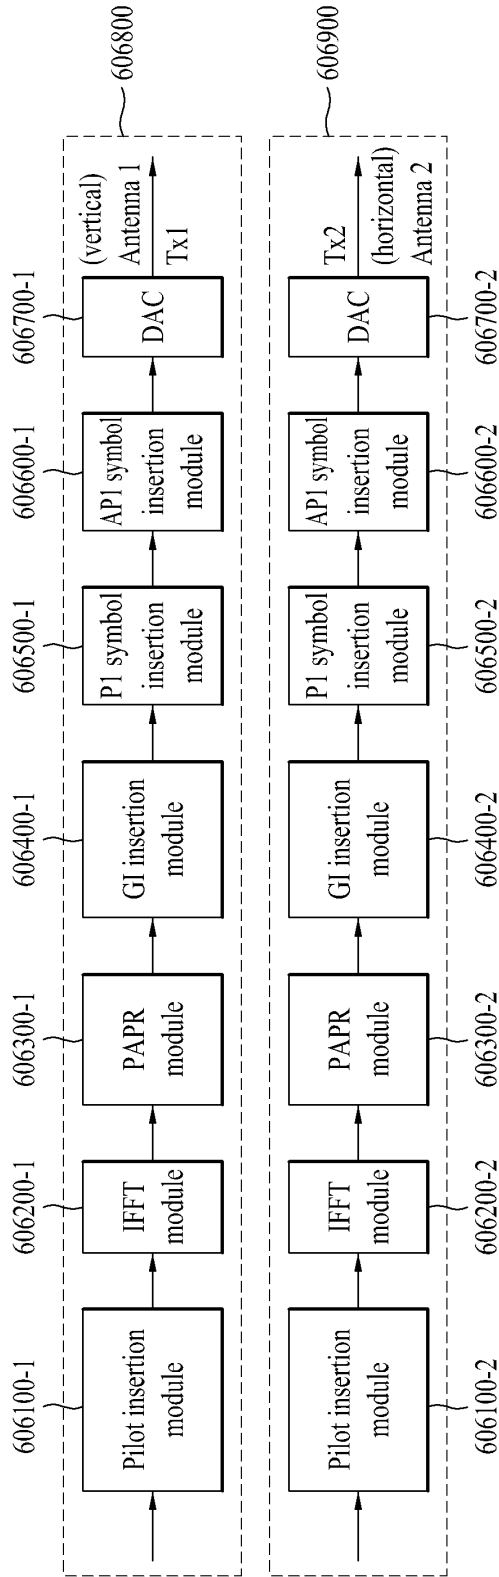 606100-1
606200-1
606300-1
606400-1
606500-1
606600-1
606700-1
606800
Pilot insertion
module
IFFT
module
PAPR
module
GI insertion
module
P1 symbol
insertion
module
AP1 symbol
insertion
module
DAC
(vertical)
Antenna 1
Tx1
606900
Pilot insertion
module
IFFT
module
PAPR
module
GI insertion
module
P1 symbol
insertion
module
AP1 symbol
insertion
module
DAC
Tx2
(horizontal)
Antenna 2
606100-2
606200-2
606300-2
606400-2
606500-2
606600-2
606700-2